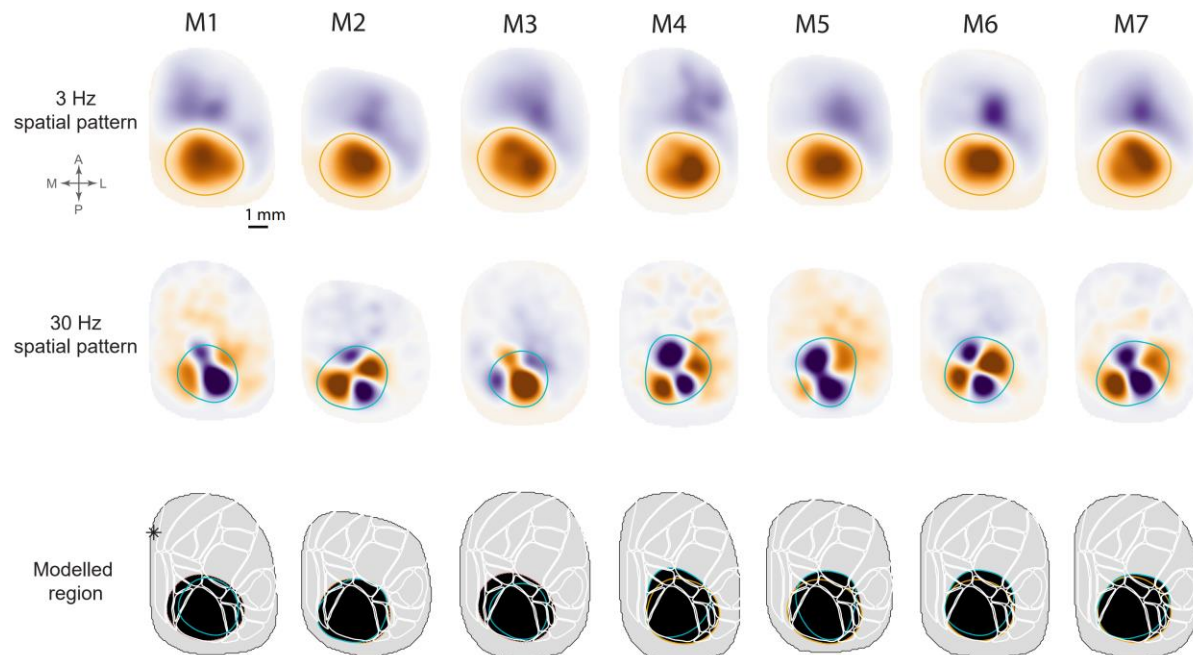 M1 M2 M3 M4 M5 M6 M7
3 Hz
spatial pattern
A
M L
P
1 mm
30 Hz
spatial pattern
Modelled
region